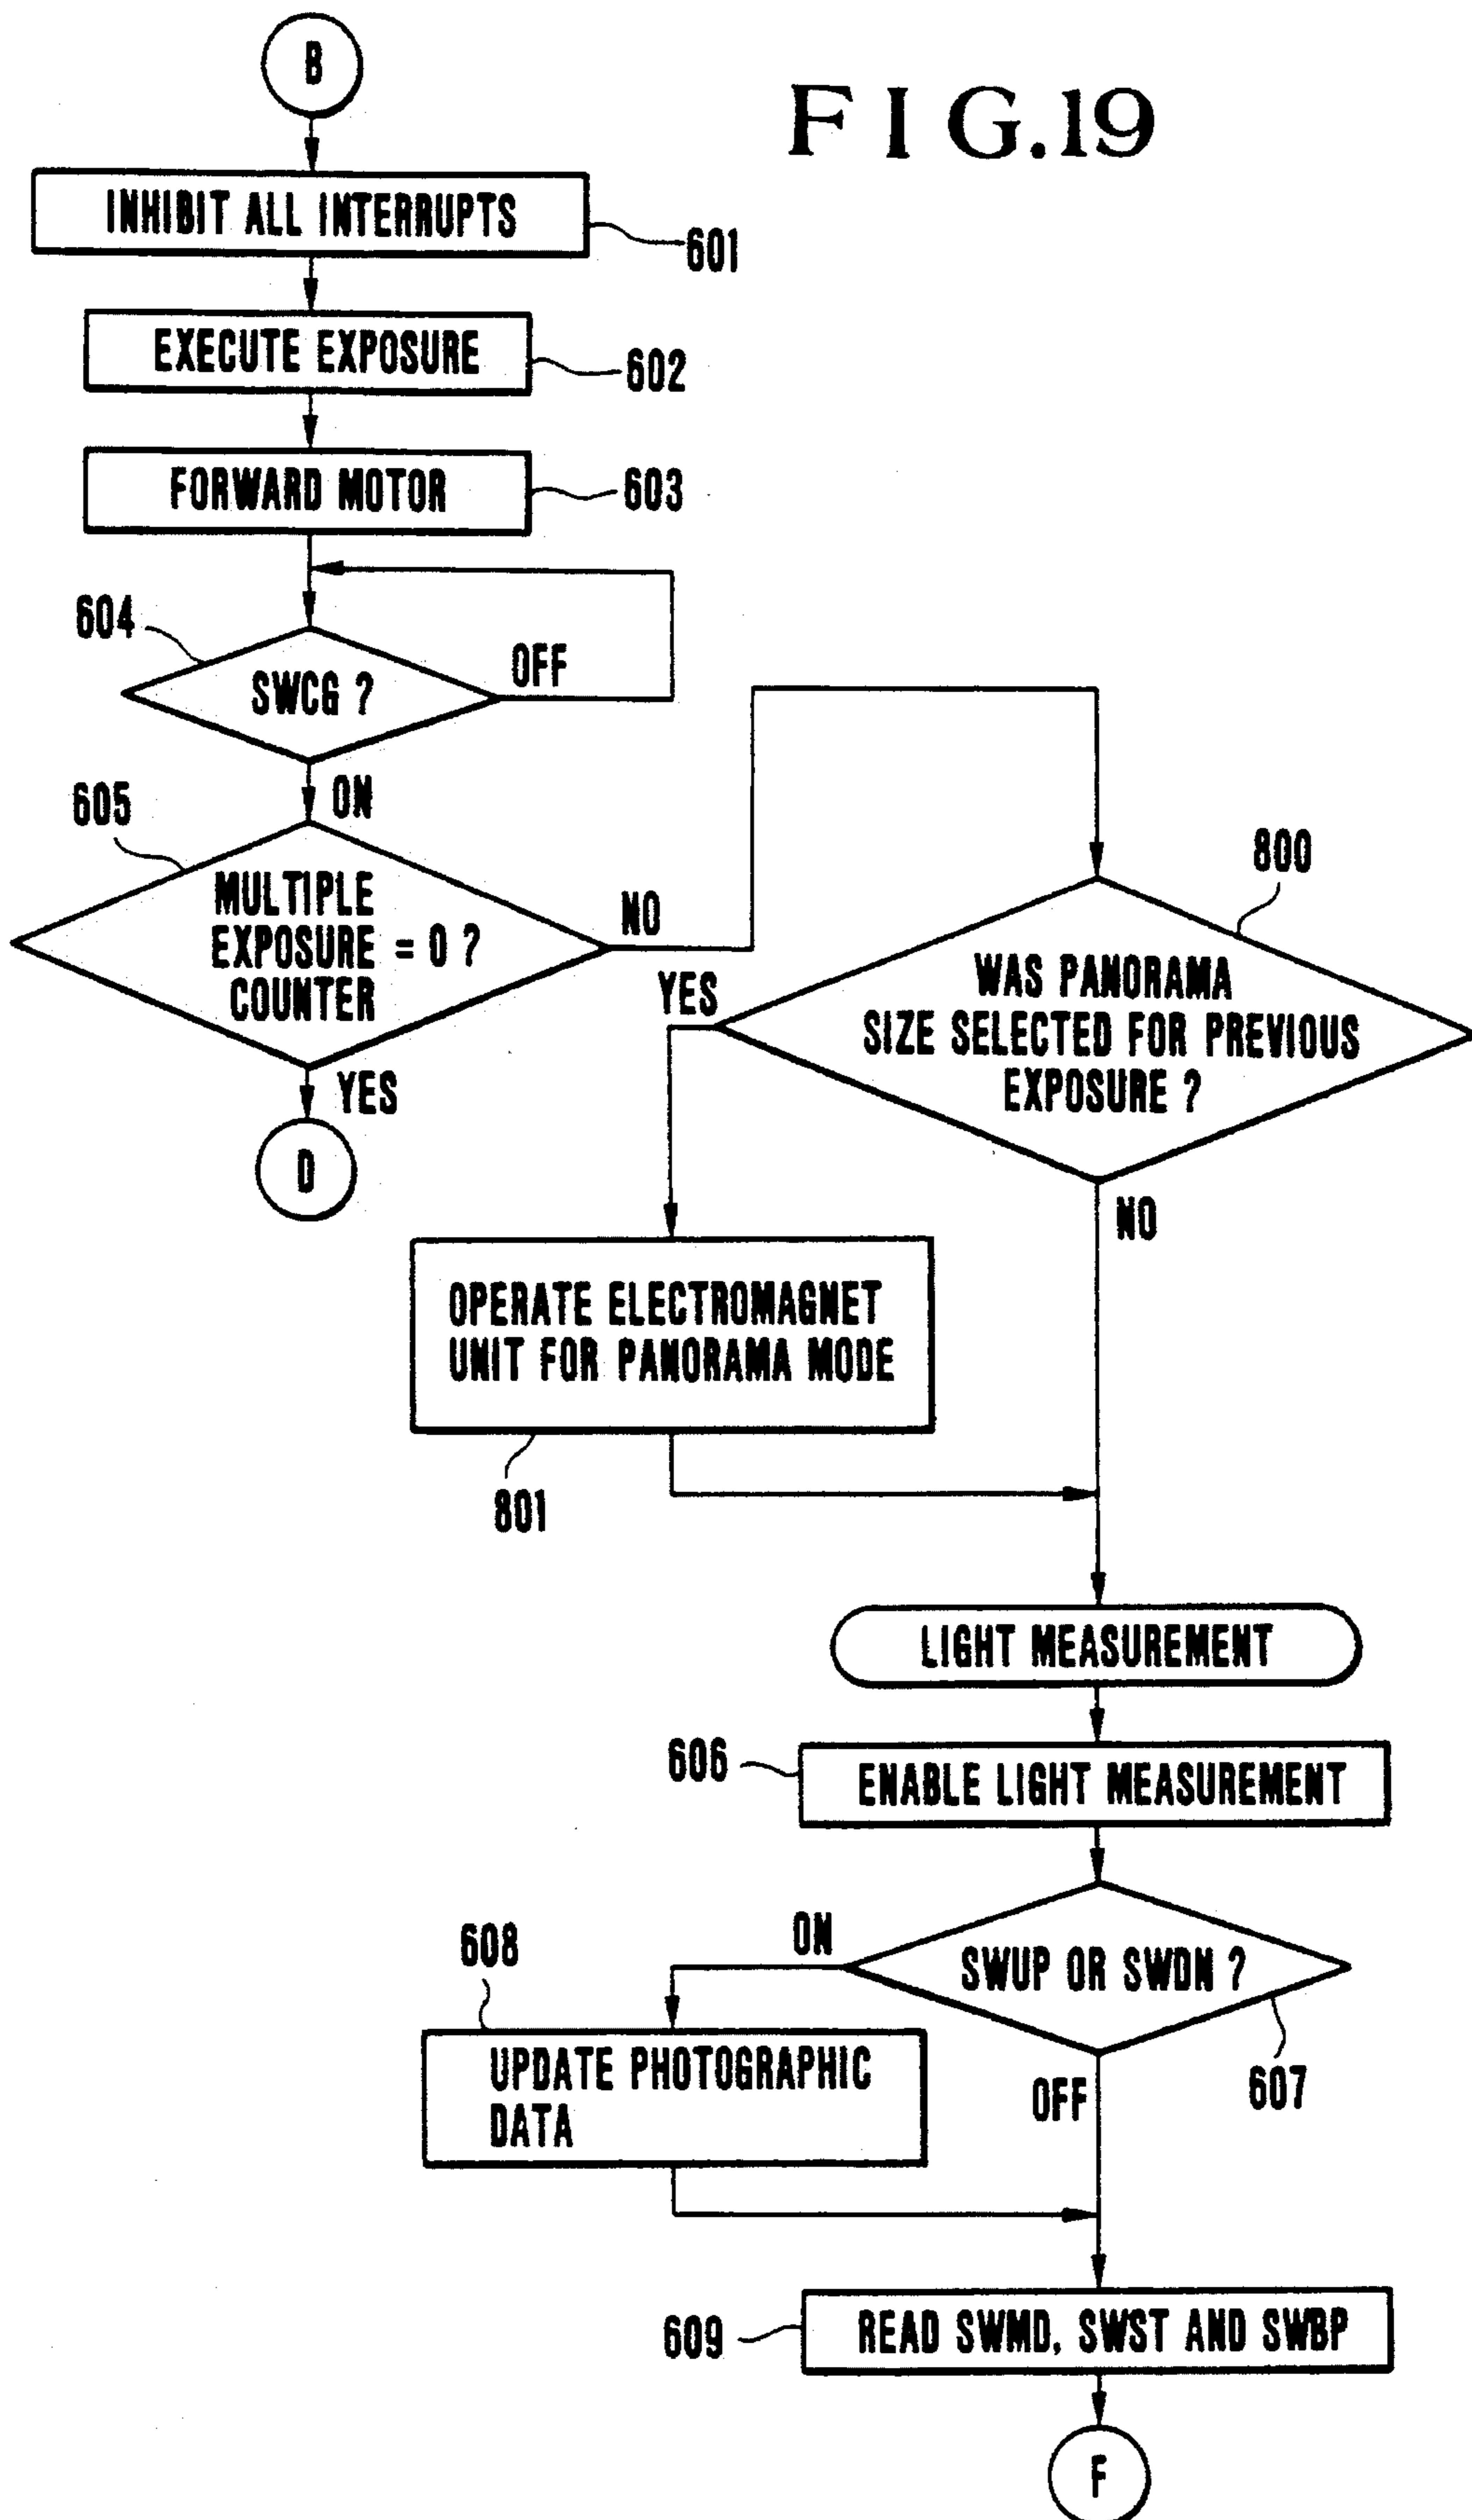 B
FIG.19
INHIBIT ALL INTERRUPTS
601
EXECUTE EXPOSURE
602
FORWARD MOTOR
603
604
SWCG ?
OFF
ON
605
MULTIPLE
EXPOSURE = 0 ?
COUNTER
NO
YES
D
800
WAS PANORAMA
SIZE SELECTED FOR PREVIOUS
EXPOSURE ?
YES
NO
OPERATE ELECTROMAGNET
UNIT FOR PANORAMA MODE
801
LIGHT MEASUREMENT
606
ENABLE LIGHT MEASUREMENT
SWUP OR SWDN ?
607
ON
608
UPDATE PHOTOGRAPHIC
DATA
OFF
609
READ SWMD, SWST AND SWBP
F